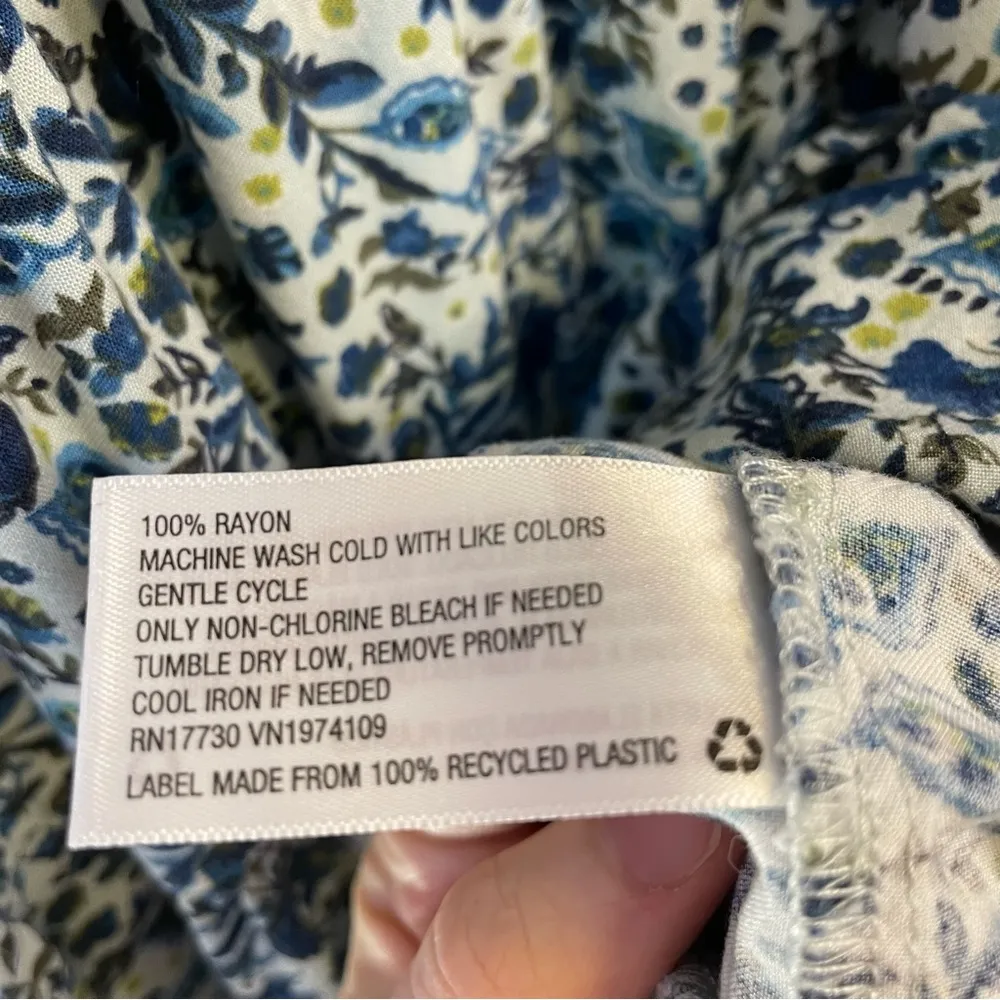 100% RAYON
MACHINE WASH COLD WITH LIKE COLORS
GENTLE CYCLE
ONLY NON-CHLORINE BLEACH IF NEEDED
TUMBLE DRY LOW, REMOVE PROMPTLY
COOL IRON IF NEEDED
RN17730 VN1974109
LABEL MADE FROM 100% RECYCLED PLASTIC